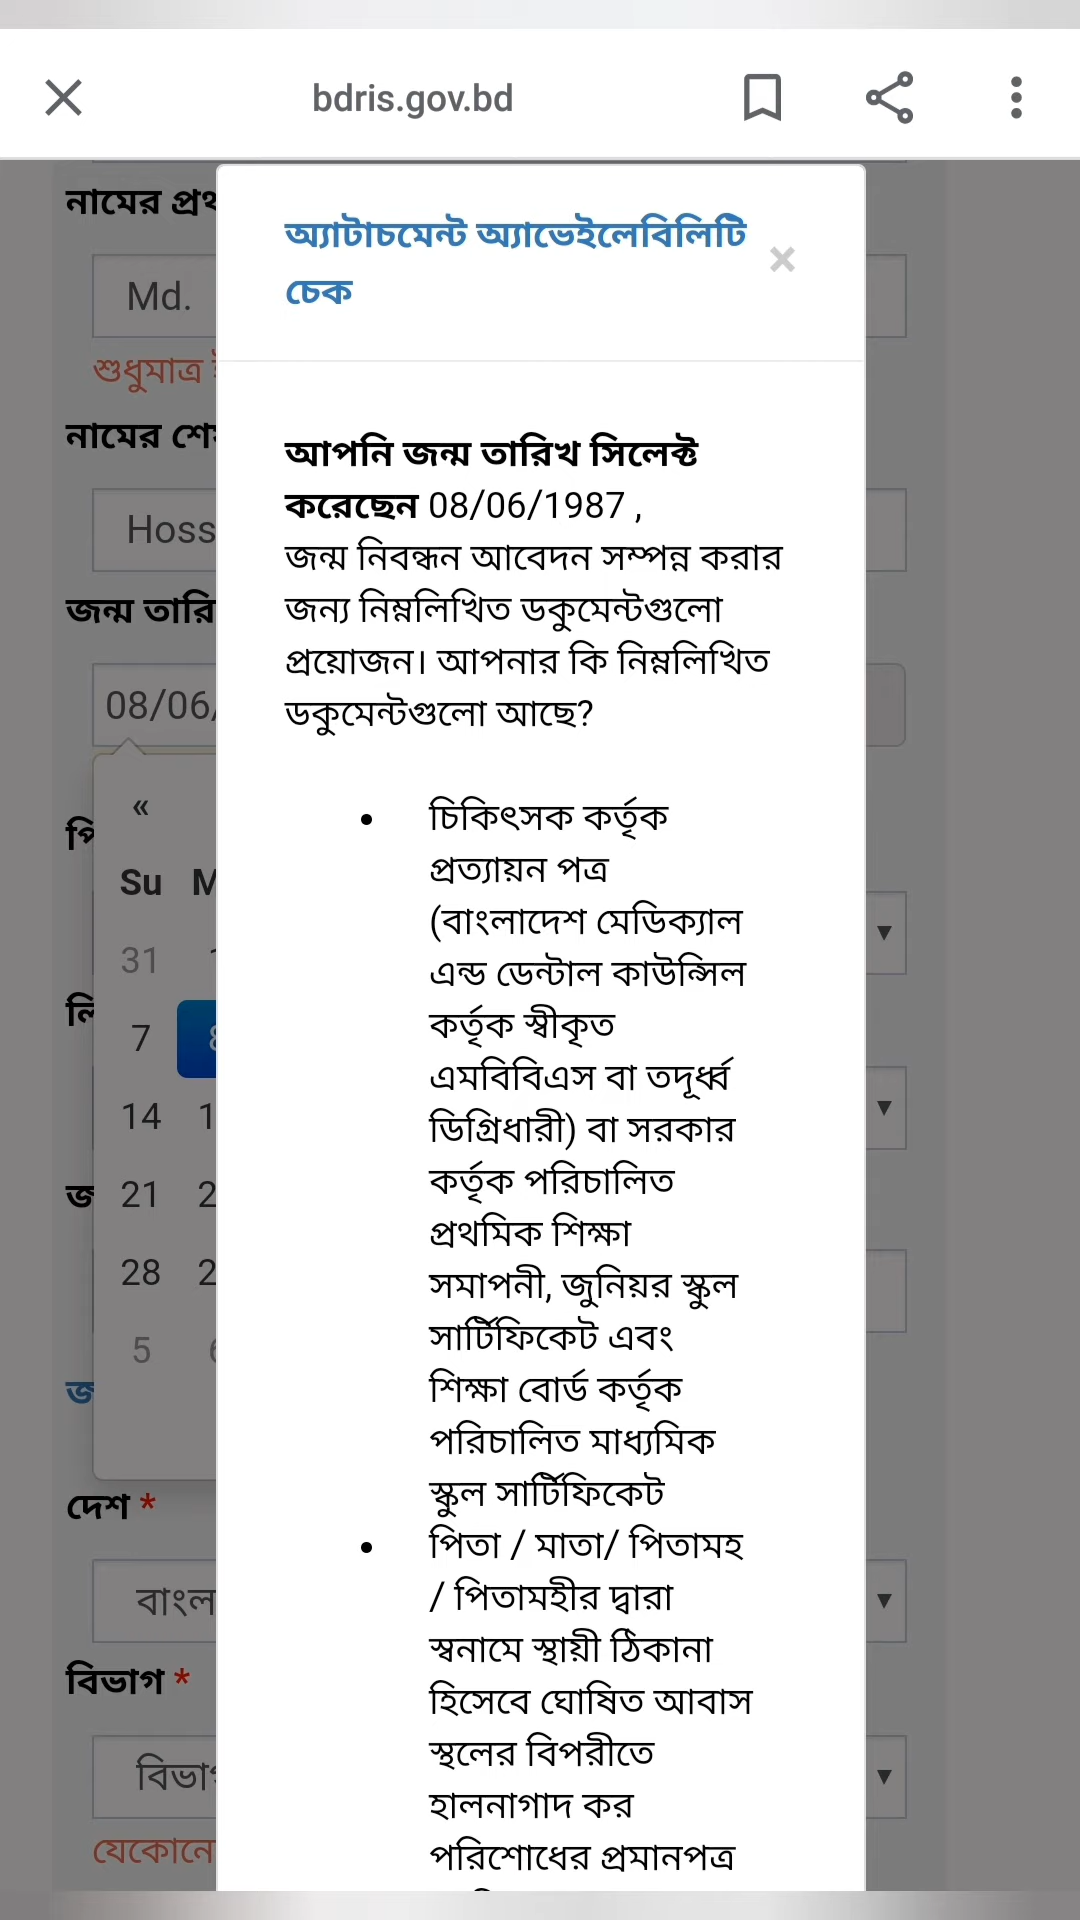 bdris.gov.bd
নামের
Md.
শুধুমাত্র
নামের
Hoss
জন্ম
08/06/
«
Su M
31
7 8
14
21
28
5
দেশ *
বিভাগ *
অ্যাটাচমেন্ট অ্যাভেইলেবিলিটি
চেক
×
আপনি জন্ম তারিখ সিলেক্ট
করেছেন 08/06/1987 ,
জন্ম নিবন্ধন আবেদন সম্পন্ন করার
জন্য নিম্নলিখিত ডকুমেন্টগুলো
প্রয়োজন। আপনার কি নিম্নলিখিত
ডকুমেন্টগুলো আছে?
• চিকিৎসক কর্তৃক
প্রত্যায়ন পত্র
(বাংলাদেশ মেডিক্যাল
এন্ড ডেন্টাল কাউন্সিল
কর্তৃক স্বীকৃত
এমবিবিএস বা তদূর্ধ্ব
ডিগ্রিধারী) বা সরকার
কর্তৃক পরিচালিত
প্রথমিক শিক্ষা
সমাপনী, জুনিয়র স্কুল
সার্টিফিকেট এবং
শিক্ষা বোর্ড কর্তৃক
পরিচালিত মাধ্যমিক
স্কুল সার্টিফিকেট
• পিতা / মাতা/ পিতামহ
/ পিতামহীর দ্বারা
স্বনামে স্থায়ী ঠিকানা
হিসেবে ঘোষিত আবাস
স্থলের বিপরীতে
হালনাগাদ কর
পরিশোধের প্রমানপত্র